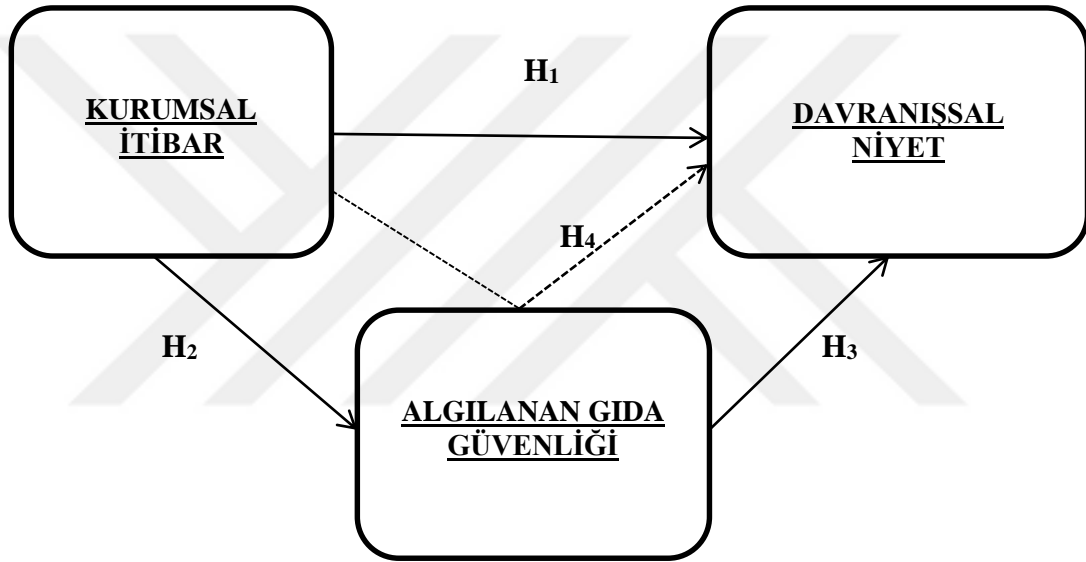 H₁
KURUMSAL
İTİBAR
DAVRANIŞSAL
NİYET
H₄
H₂
H₃
ALGILANAN GIDA
GÜVENLİĞİ